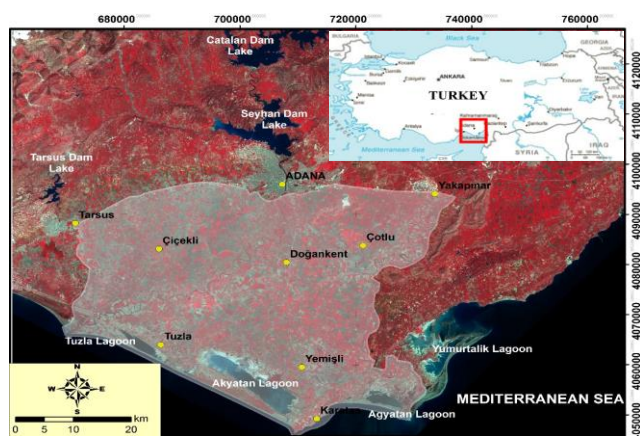 680000 700000 720000 740000 760000
Catalan Dam
Lake
Seyhan Dam
Lake
Tarsus Dam
Lake
ADANA
Yakapınar
Tarsus
Çiçekli
Doğankent
Çotlu
Tuzla
Tuzla Lagoon
Akyatan Lagoon
Yemişli
Agyatan Lagoon
Yumurtalik Lagoon
MEDITERRANEAN SEA
N
W E
S
0 5 10 20
km
BULGARIA
Black Sea
GEORGIA
ANKARA
TURKEY
Mediterranean Sea
SYRIA
IRAQ
4120000
4110000
4100000
4090000
4080000
4070000
4060000
4050000